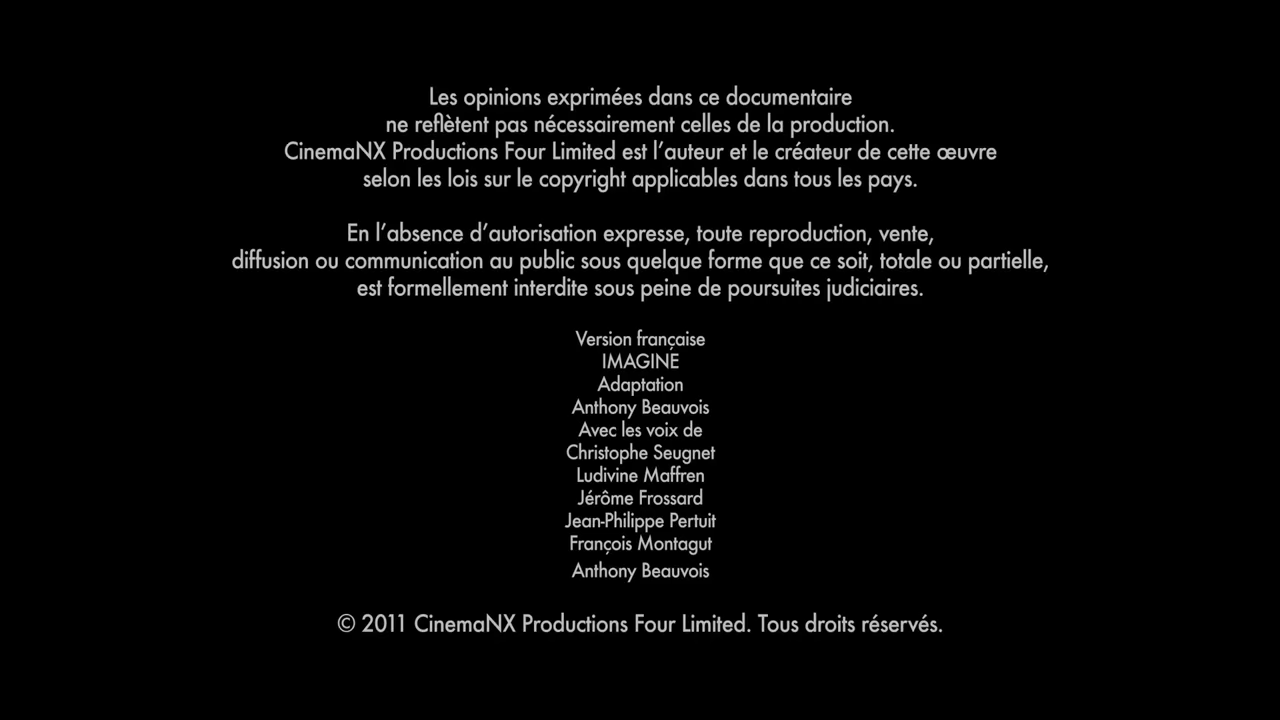 Les opinions exprimées dans ce documentaire
ne reflètent pas nécessairement celles de la production.
CinemaNX Productions Four Limited est l'auteur et le créateur de cette œuvre
selon les lois sur le copyright applicables dans tous les pays.
En l'absence d'autorisation expresse, toute reproduction, vente,
diffusion ou communication au public sous quelque forme que ce soit, totale ou partielle,
est formellement interdite sous peine de poursuites judiciaires.
Version française
IMAGINE
Adaptation
Anthony Beauvois
Avec les voix de
Christophe Seugnet
Ludivine Maffren
Jérôme Frossard
Jean-Philippe Pertuit
François Montagut
Anthony Beauvois
© 2011 CinemaNX Productions Four Limited. Tous droits réservés.